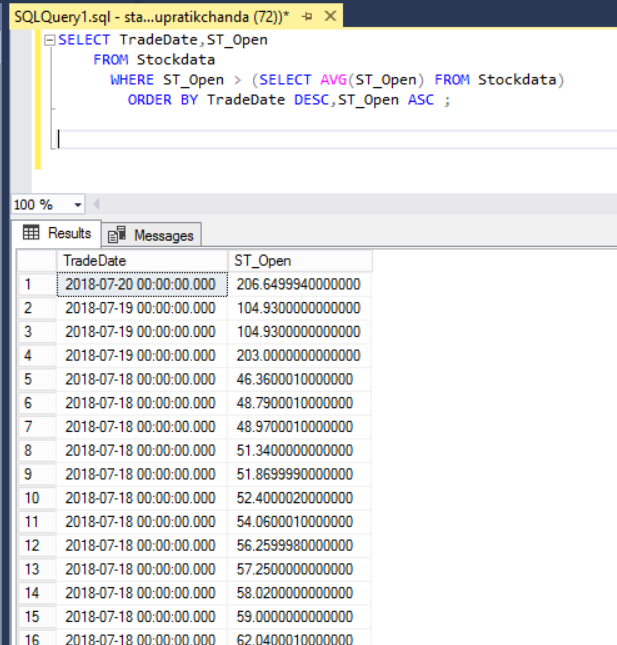 SQLQuery1.sql - sta...upratikchanda (72))*
SELECT TradeDate,ST_Open
FROM Stockdata
WHERE ST_Open > (SELECT AVG(ST_Open) FROM Stockdata)
ORDER BY TradeDate DESC,ST_Open ASC ;
100 %
Results Messages
TradeDate ST_Open
1 2018-07-20 00:00:00.000 206.6499940000000
2 2018-07-19 00:00:00.000 104.9300000000000
3 2018-07-19 00:00:00.000 104.9300000000000
4 2018-07-19 00:00:00.000 203.0000000000000
5 2018-07-18 00:00:00.000 46.3600010000000
6 2018-07-18 00:00:00.000 48.7900010000000
7 2018-07-18 00:00:00.000 48.9700010000000
8 2018-07-18 00:00:00.000 51.3400000000000
9 2018-07-18 00:00:00.000 51.8699990000000
10 2018-07-18 00:00:00.000 52.4000020000000
11 2018-07-18 00:00:00.000 54.0600010000000
12 2018-07-18 00:00:00.000 56.2599980000000
13 2018-07-18 00:00:00.000 57.2500000000000
14 2018-07-18 00:00:00.000 58.0200000000000
15 2018-07-18 00:00:00.000 59.0000000000000
16 2018-07-18 00:00:00.000 62.0400010000000